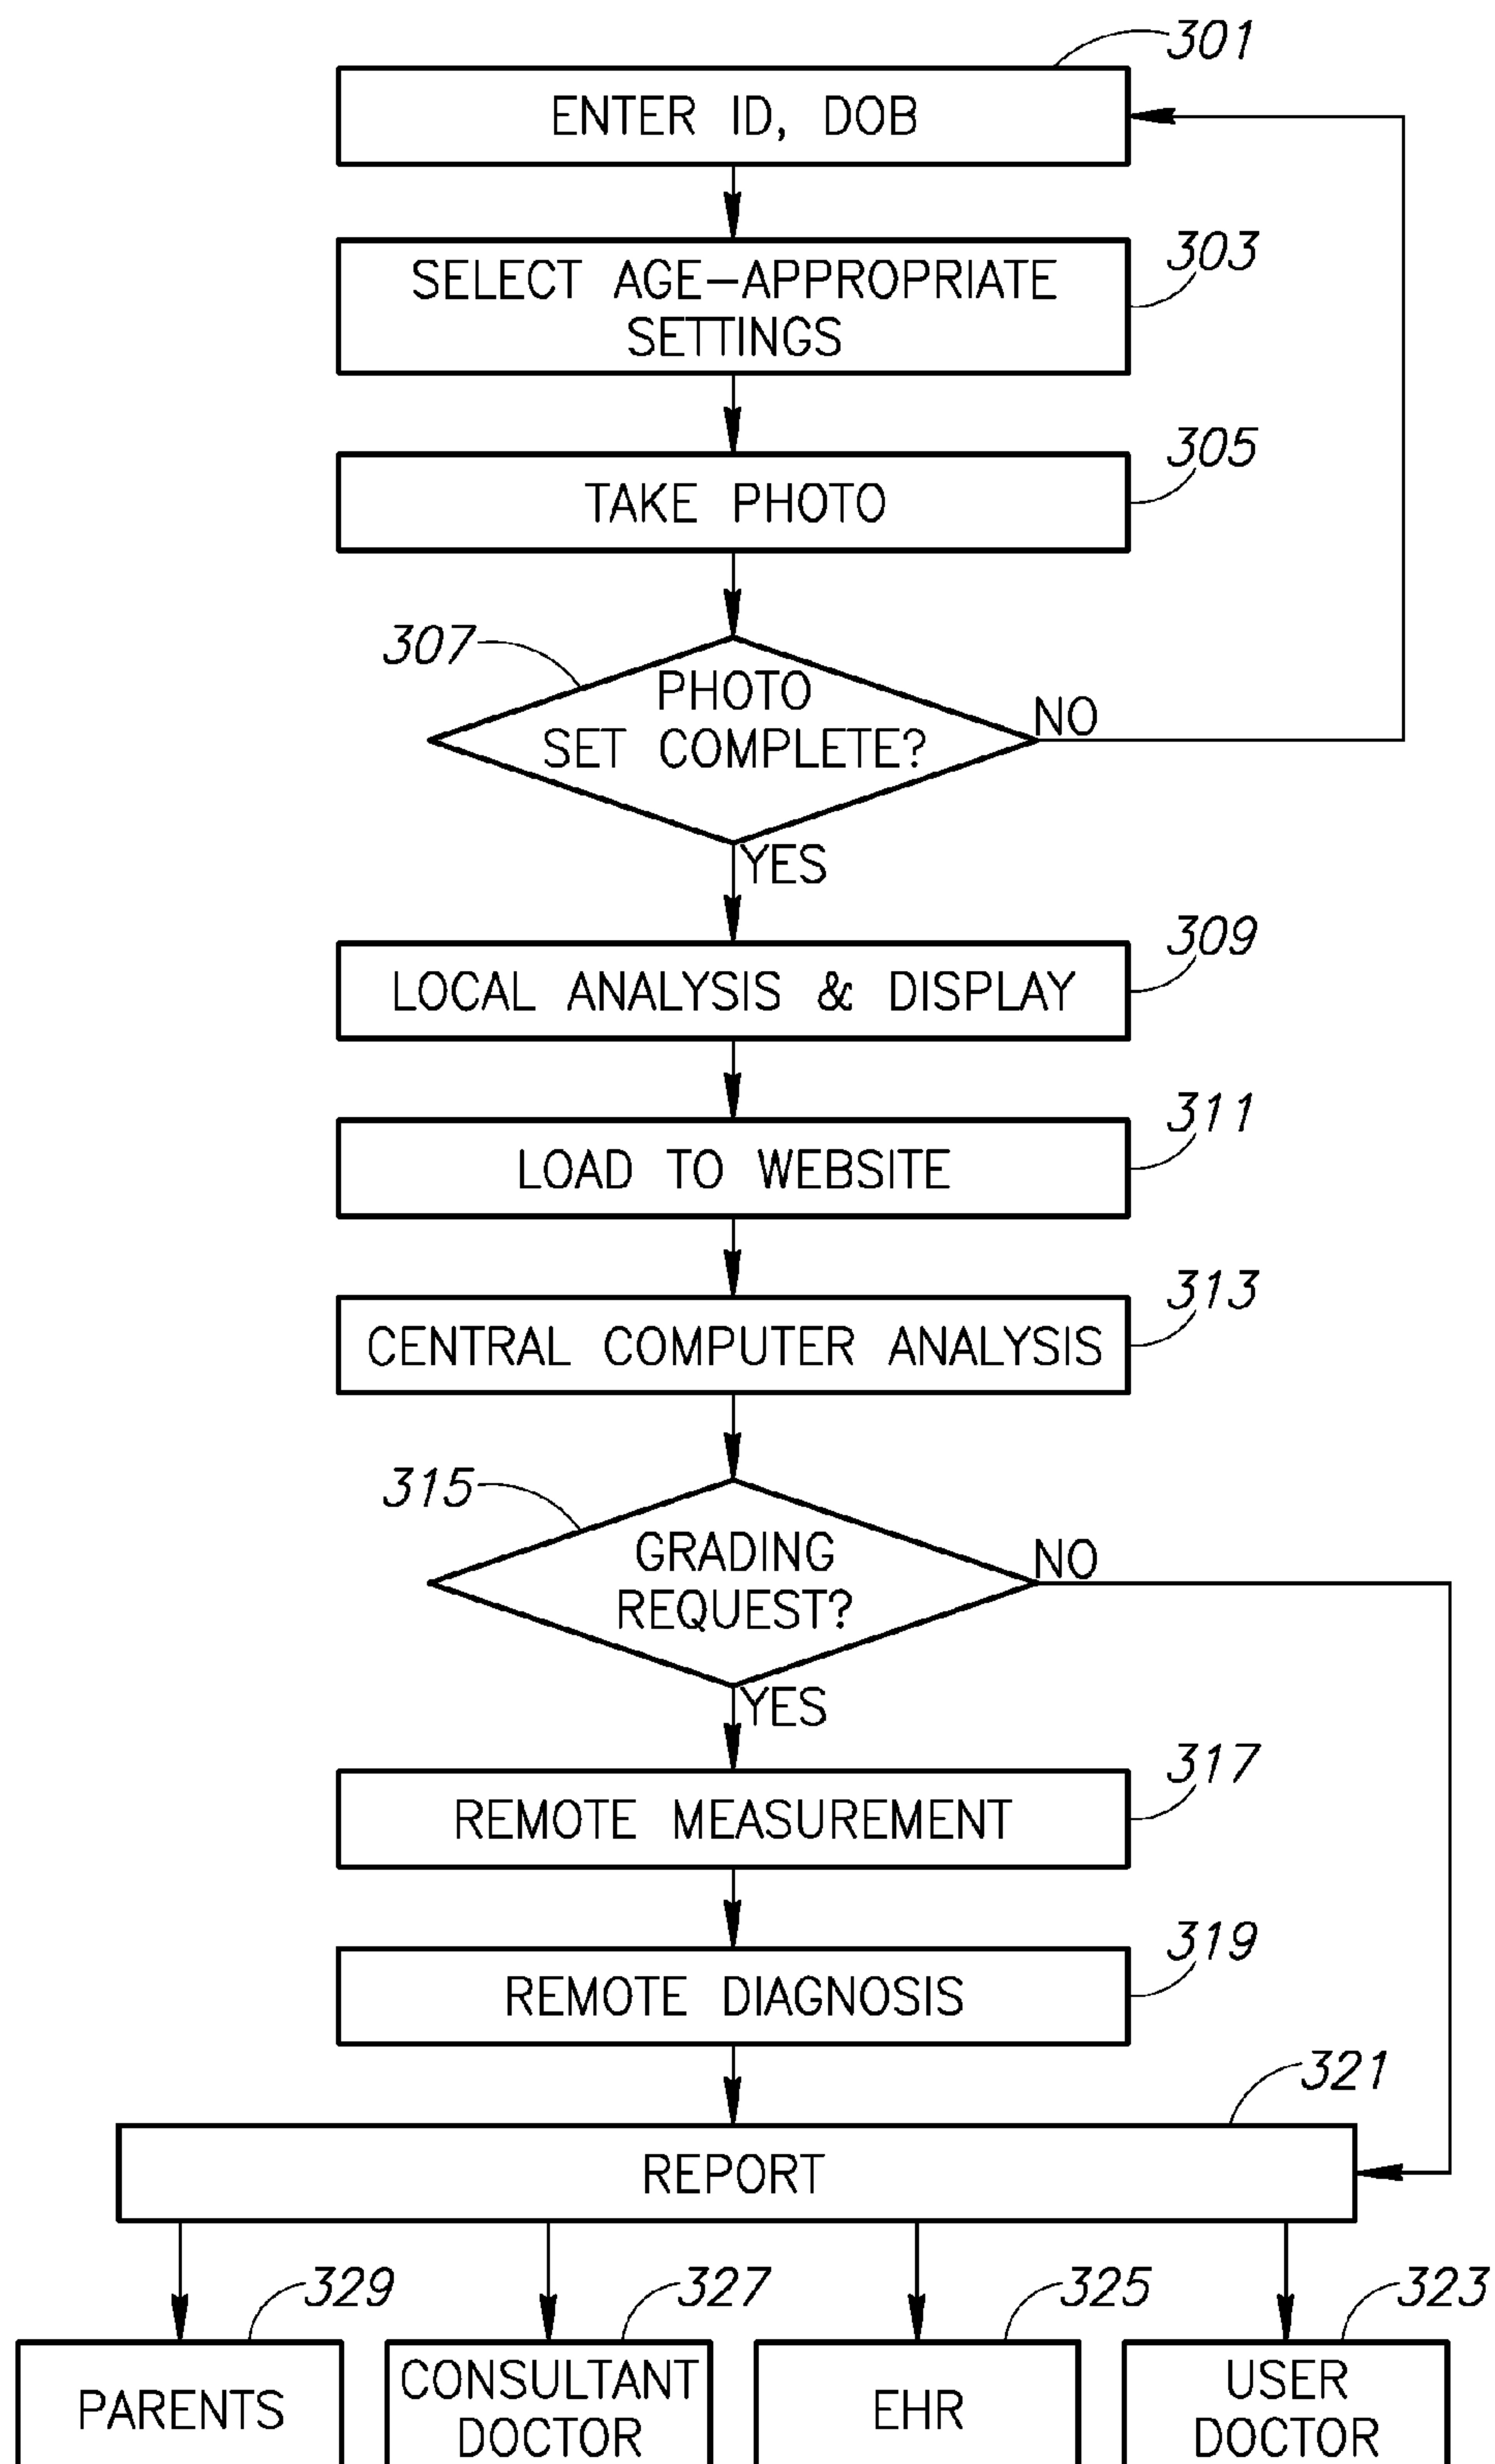 301
ENTER ID, DOB
303
SELECT AGE-APPROPRIATE
SETTINGS
305
TAKE PHOTO
307
PHOTO
SET COMPLETE?
NO
YES
309
LOCAL ANALYSIS & DISPLAY
311
LOAD TO WEBSITE
313
CENTRAL COMPUTER ANALYSIS
315
GRADING
REQUEST?
NO
YES
317
REMOTE MEASUREMENT
319
REMOTE DIAGNOSIS
321
REPORT
329
PARENTS
327
CONSULTANT
DOCTOR
325
EHR
323
USER
DOCTOR